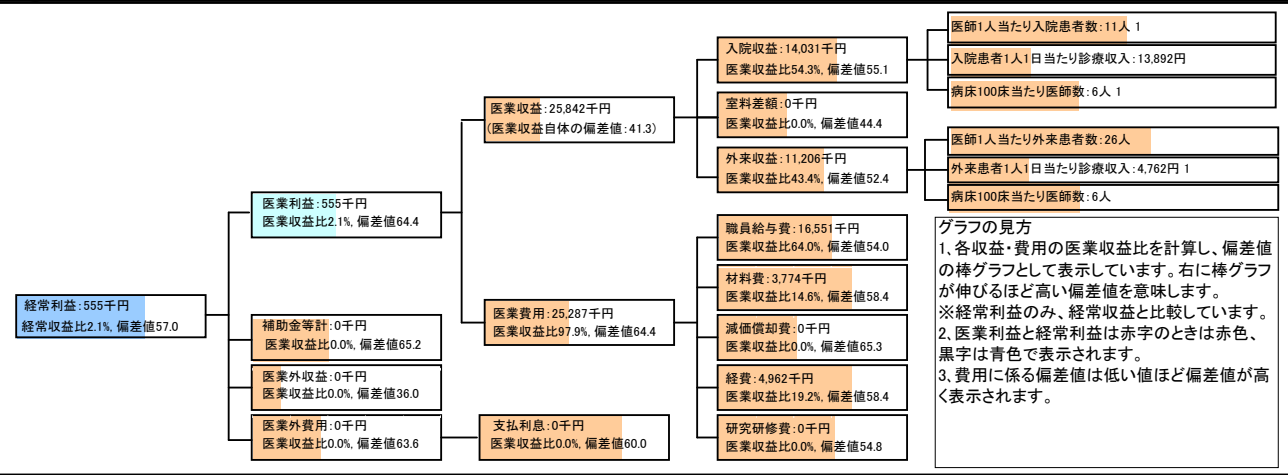 経常利益:555千円
経常収支比2.1%, 偏差値57.0
医業利益:555千円
医業収益比2.1%, 偏差値64.4
補助金等計:0千円
医業収益比0.0%, 偏差値65.2
医業外収益:0千円
医業収益比0.0%, 偏差値36.0
医業外費用:0千円
医業収益比0.0%, 偏差値63.6
医業収益:25,842千円
(医業収益自体の偏差値:41.3)
医業費用:25,287千円
医業収益比97.9%, 偏差値64.4
支払利息:0千円
医業収益比0.0%, 偏差値60.0
入院収益:14,031千円
医業収益比54.3%, 偏差値55.1
室料差額:0千円
医業収益比0.0%, 偏差値44.4
外来収益:11,206千円
医業収益比43.4%, 偏差値52.4
職員給与費:16,551千円
医業収益比64.0%, 偏差値54.0
材料費:3,774千円
医業収益比14.6%, 偏差値58.4
減価償却費:0千円
医業収益比0.0%, 偏差値65.3
経費:4,962千円
医業収益比19.2%, 偏差値58.4
研究研修費:0千円
医業収益比0.0%, 偏差値54.8
医師1人当たり入院患者数:11人 1
入院患者1人1日当たり診療収入:13,892円
病床100床当たり医師数:6人 1
医師1人当たり外来患者数:26人
外来患者1人1日当たり診療収入:4,762円 1
病床100床当たり医師数:6人
グラフの見方
1、各収益・費用の医業収益比を計算し、偏差値
の棒グラフとして表示しています。右に棒グラフ
が伸びるほど高い偏差値を意味します。
※経常利益のみ、経常収益と比較しています。
2、医業利益と経常利益は赤字のときは赤色、
黒字は青色で表示されます。
3、費用に係る偏差値は低い値ほど偏差値が高
く表示されます。